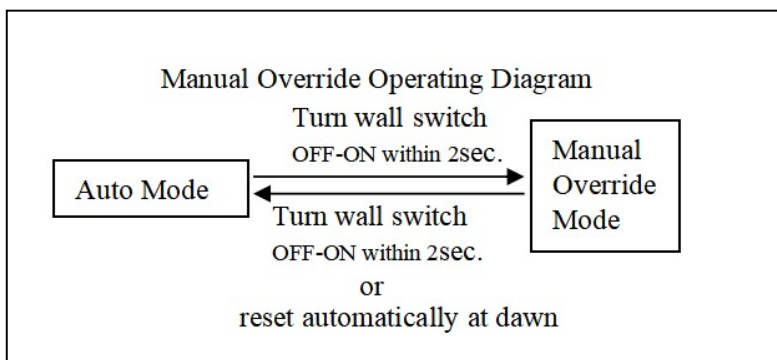 Manual Override Operating Diagram
Turn wall switch
OFF-ON within 2sec.
Auto Mode
Manual
Override
Mode
Turn wall switch
OFF-ON within 2sec.
or
reset automatically at dawn